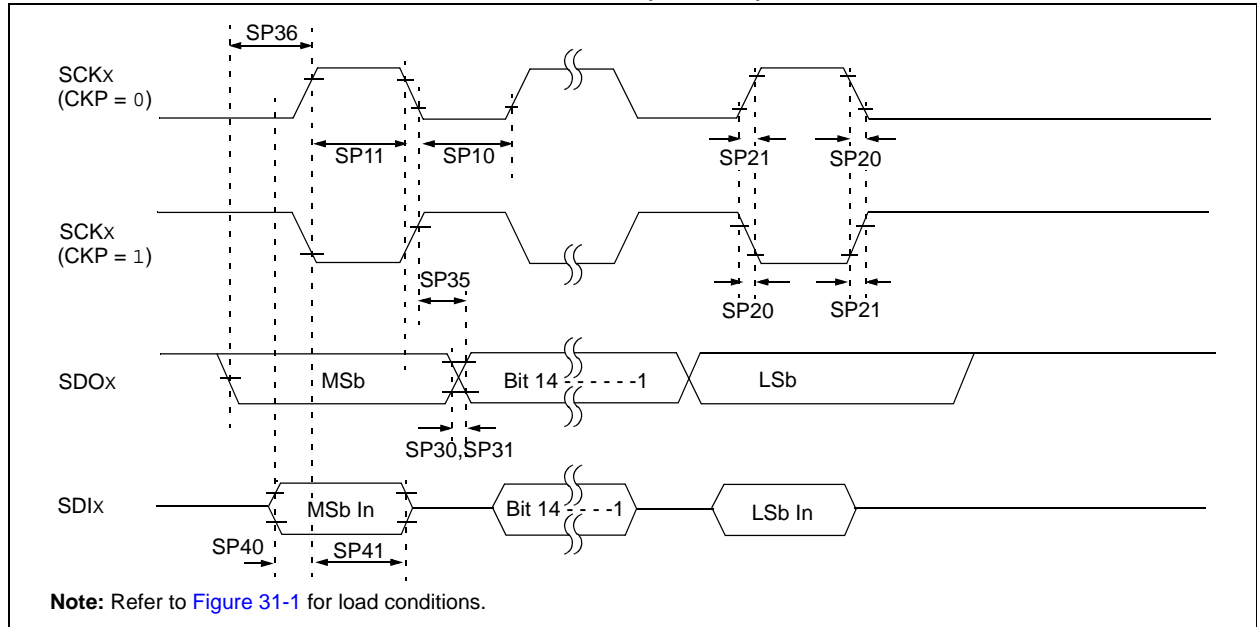 SP36
SCKx
(CKP = 0)
SP11
SP10
SP21
SP20
SCKx
(CKP = 1)
SP35
SP20
SP21
SDOx
MSb
Bit 14 - - - - - -1
LSb
SP30,SP31
SDIx
MSb In
Bit 14 - - - -1
LSb In
SP40
SP41
Note: Refer to Figure 31-1 for load conditions.